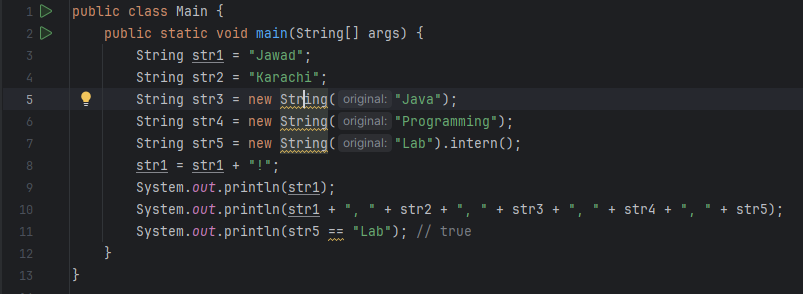 1 public class Main {
2 public static void main(String[] args) {
3 String str1 = "Jawad";
4 String str2 = "Karachi";
5 String str3 = new String( original: "Java");
6 String str4 = new String( original: "Programming");
7 String str5 = new String( original: "Lab").intern();
8 str1 = str1 + "!";
9 System.out.println(str1);
10 System.out.println(str1 + ", " + str2 + ", " + str3 + ", " + str4 + ", " + str5);
11 System.out.println(str5 == "Lab"); // true
12 }
13 }